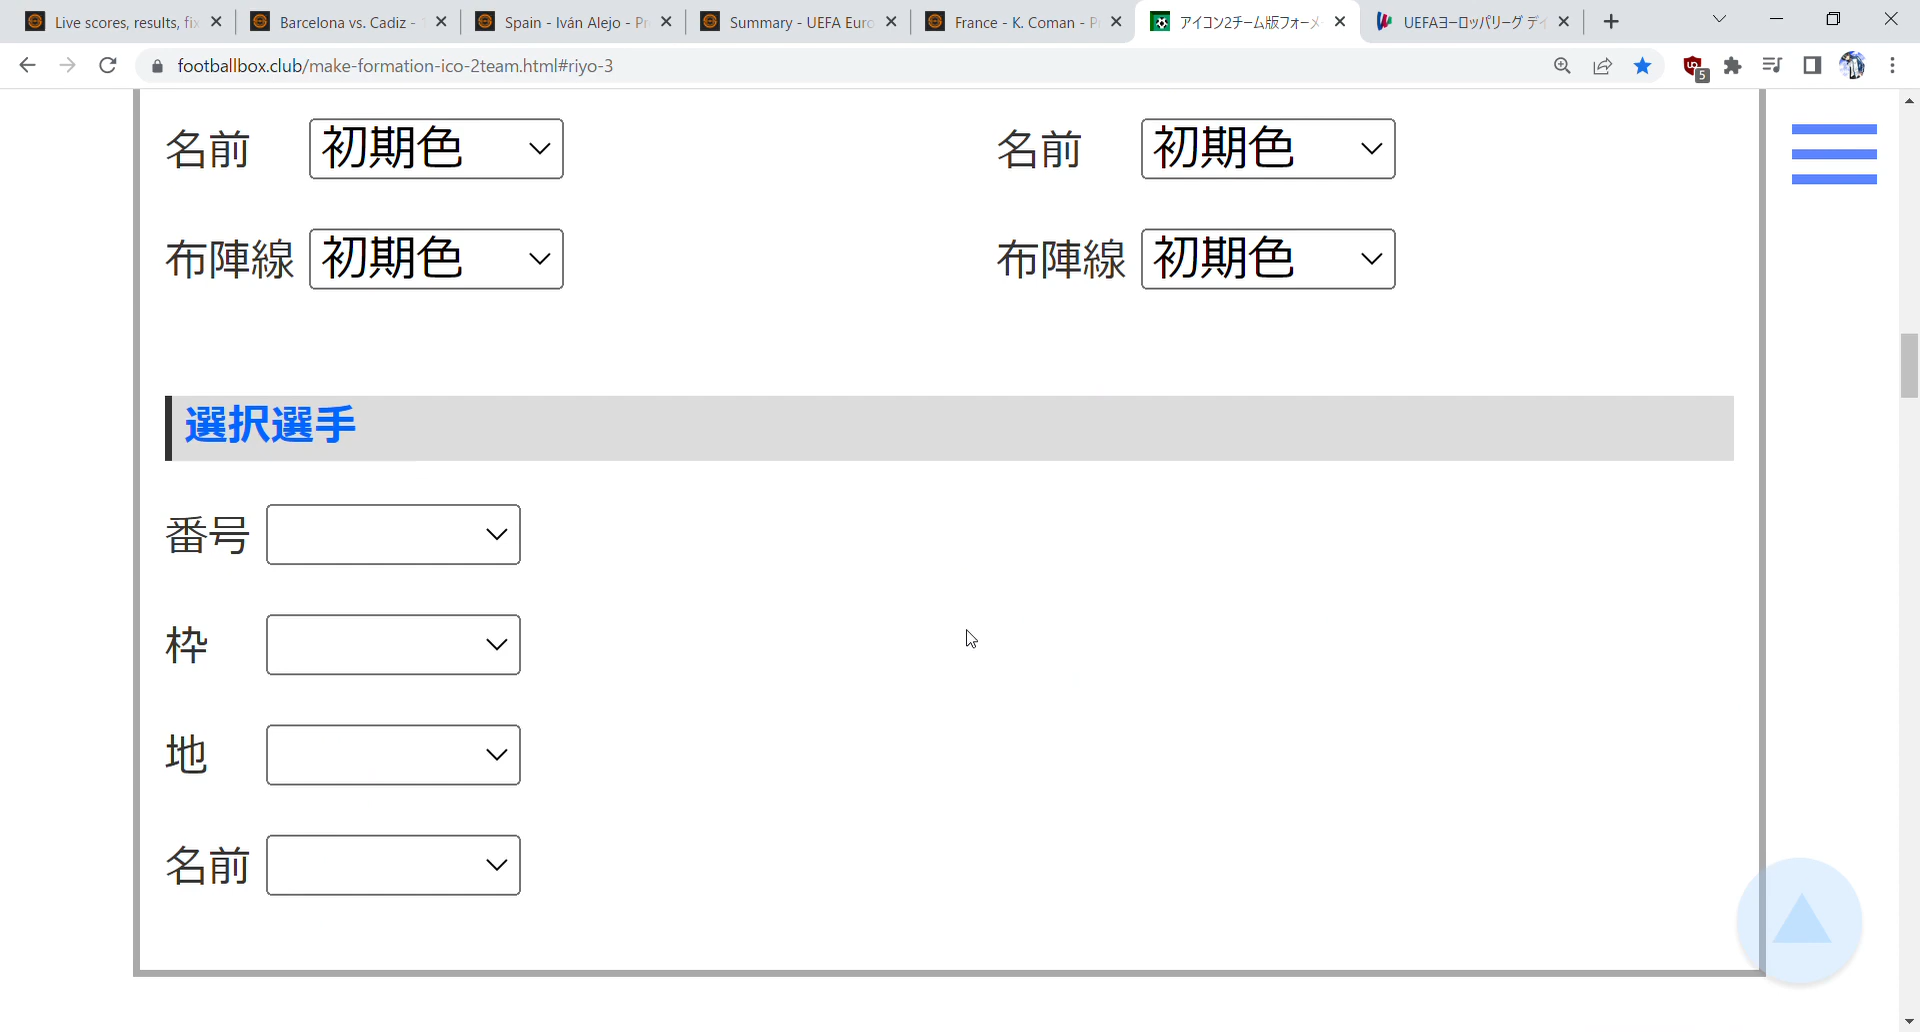 Live scores, results, fix
Barcelona vs. Cadiz -
Spain - Iván Alejo - Pr
Summary - UEFA Euro
France - K. Coman - P
アイコン2チーム版フォーメ
UEFAヨーロッパリーグ デイ
footballbox.club/make-formation-ico-2team.html#riyo-3
5
名前 初期色 名前 初期色
布陣線 初期色 布陣線 初期色
選択選手
番号
枠
地
名前